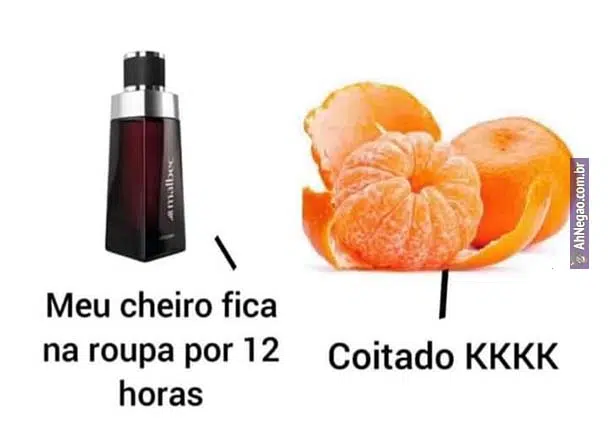 malbec
Meu cheiro fica
na roupa por 12
horas
Coitado KKKK
AhNegao.com.br